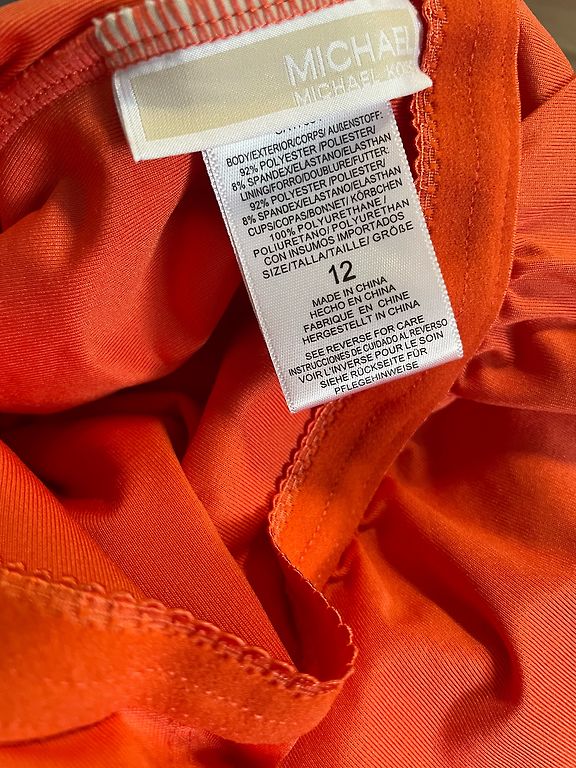 MICHAEL
MICHAEL KOR
BODY/EXTERIOR/CORPS/ AUßENSTOFF:
92% POLYESTER /POLIESTER/
8% SPANDEX/ELASTANO/ELASTHAN
LINING/FORRO/DOUBLURE/FUTTER:
92% POLYESTER /POLIESTER/
8% SPANDEX/ELASTANO/ELASTHAN
CUPS/COPAS/BONNET/ KÖRBCHEN
100% POLYURETHANE/
POLIURETANO/ POLYURETHAN
CON INSUMOS IMPORTADOS
SIZE/TALLA/TAILLE/ GRÖßE
12
MADE IN CHINA
HECHO EN CHINA
FABRIQUE EN CHINE
HERGESTELLT IN CHINA
SEE REVERSE FOR CARE
INSTRUCCIONES DE CUIDADO AL REVERSO
VOIR L'INVERSE POUR LE SOIN
SIEHE RÜCKSEITE FÜR
PFLEGEHINWEISE